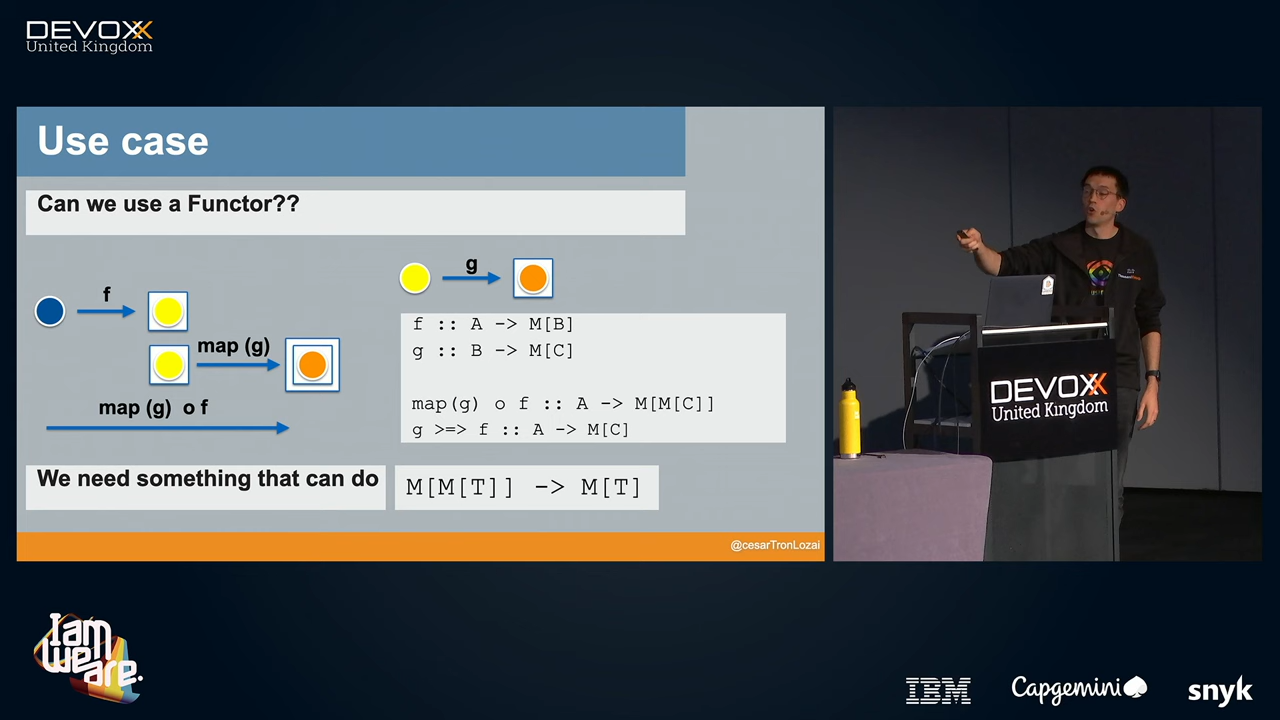 DEVOXX
United Kingdom
Use case
Can we use a Functor??
g
f
map (g)
map (g) o f
f :: A -> M[B]
g :: B -> M[C]
map(g) o f :: A -> M[M[C]]
g >=> f :: A -> M[C]
We need something that can do
M[M[T]] -> M[T]
@cesarTronLozai
DEVOXX
United Kingdom
I am
we
are.
IBM
Capgemini
snyk